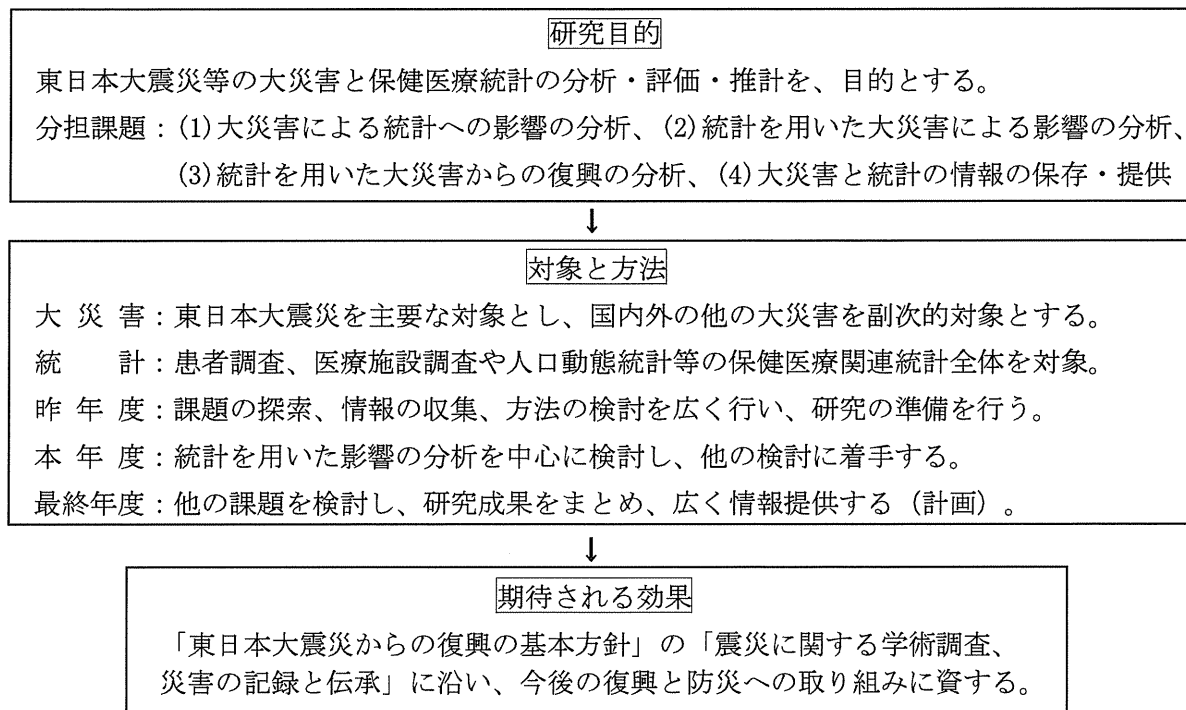 研究目的
東日本大震災等の大災害と保健医療統計の分析・評価・推計を、目的とする。
分担課題：(1)大災害による統計への影響の分析、(2)統計を用いた大災害による影響の分析、
(3)統計を用いた大災害からの復興の分析、(4)大災害と統計の情報の保存・提供
↓
対象と方法
大 災 害：東日本大震災を主要な対象とし、国内外の他の大災害を副次的対象とする。
統　　計：患者調査、医療施設調査や人口動態統計等の保健医療関連統計全体を対象。
昨 年 度：課題の探索、情報の収集、方法の検討を広く行い、研究の準備を行う。
本 年 度：統計を用いた影響の分析を中心に検討し、他の検討に着手する。
最終年度：他の課題を検討し、研究成果をまとめ、広く情報提供する（計画）。
↓
期待される効果
「東日本大震災からの復興の基本方針」の「震災に関する学術調査、
災害の記録と伝承」に沿い、今後の復興と防災への取り組みに資する。